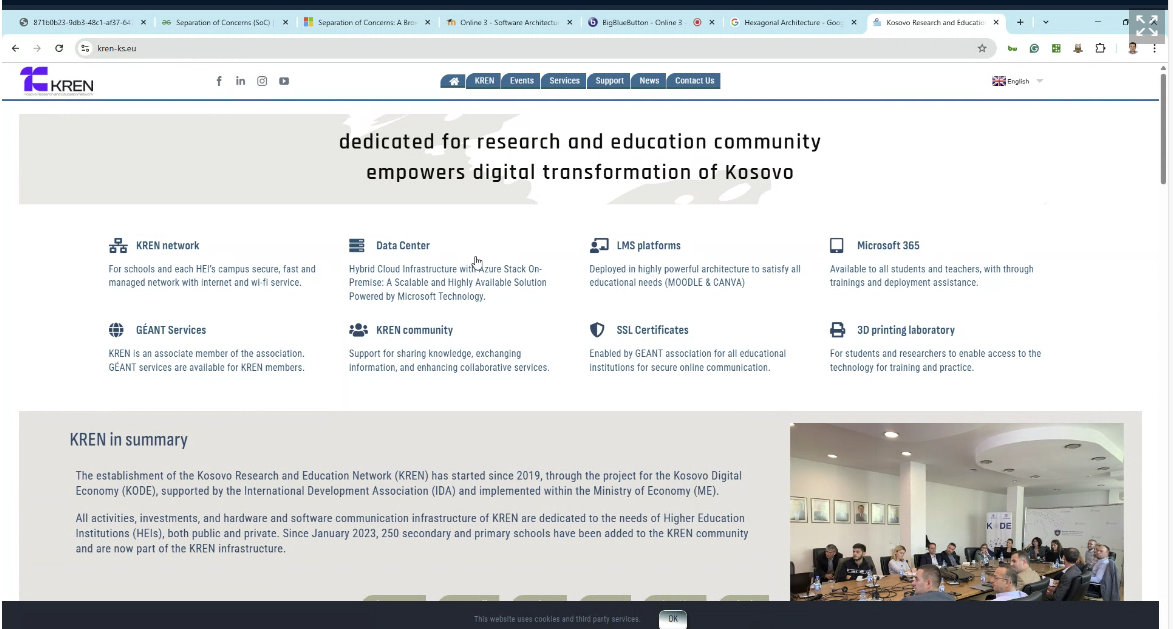 871b0b23-9db3-48c1-af37-64
Separation of Concerns (SoC)
Separation of Concerns: A Bro
Online 3 - Software Architectu
BigBlueButton - Online 3
Hexagonal Architecture - Goo
Kosovo Research and Educatio
kren-ks.eu
KREN
KREN
Events
Services
Support
News
Contact Us
English
dedicated for research and education community
empowers digital transformation of Kosovo
KREN network
For schools and each HEI's campus secure, fast and
managed network with internet and wi-fi service.
Data Center
Hybrid Cloud Infrastructure with Azure Stack On-
Premise: A Scalable and Highly Available Solution
Powered by Microsoft Technology.
LMS platforms
Deployed in highly powerful architecture to satisfy all
educational needs (MOODLE & CANVA)
Microsoft 365
Available to all students and teachers, with through
trainings and deployment assistance.
GÉANT Services
KREN is an associate member of the association.
GÉANT services are available for KREN members.
KREN community
Support for sharing knowledge, exchanging
information, and enhancing collaborative services.
SSL Certificates
Enabled by GEANT association for all educational
institutions for secure online communication.
3D printing laboratory
For students and researchers to enable access to the
technology for training and practice.
KREN in summary
The establishment of the Kosovo Research and Education Network (KREN) has started since 2019, through the project for the Kosovo Digital
Economy (KODE), supported by the International Development Association (IDA) and implemented within the Ministry of Economy (ME).
All activities, investments, and hardware and software communication infrastructure of KREN are dedicated to the needs of Higher Education
Institutions (HEIs), both public and private. Since January 2023, 250 secondary and primary schools have been added to the KREN community
and are now part of the KREN infrastructure.
This website uses cookies and third party services.
OK